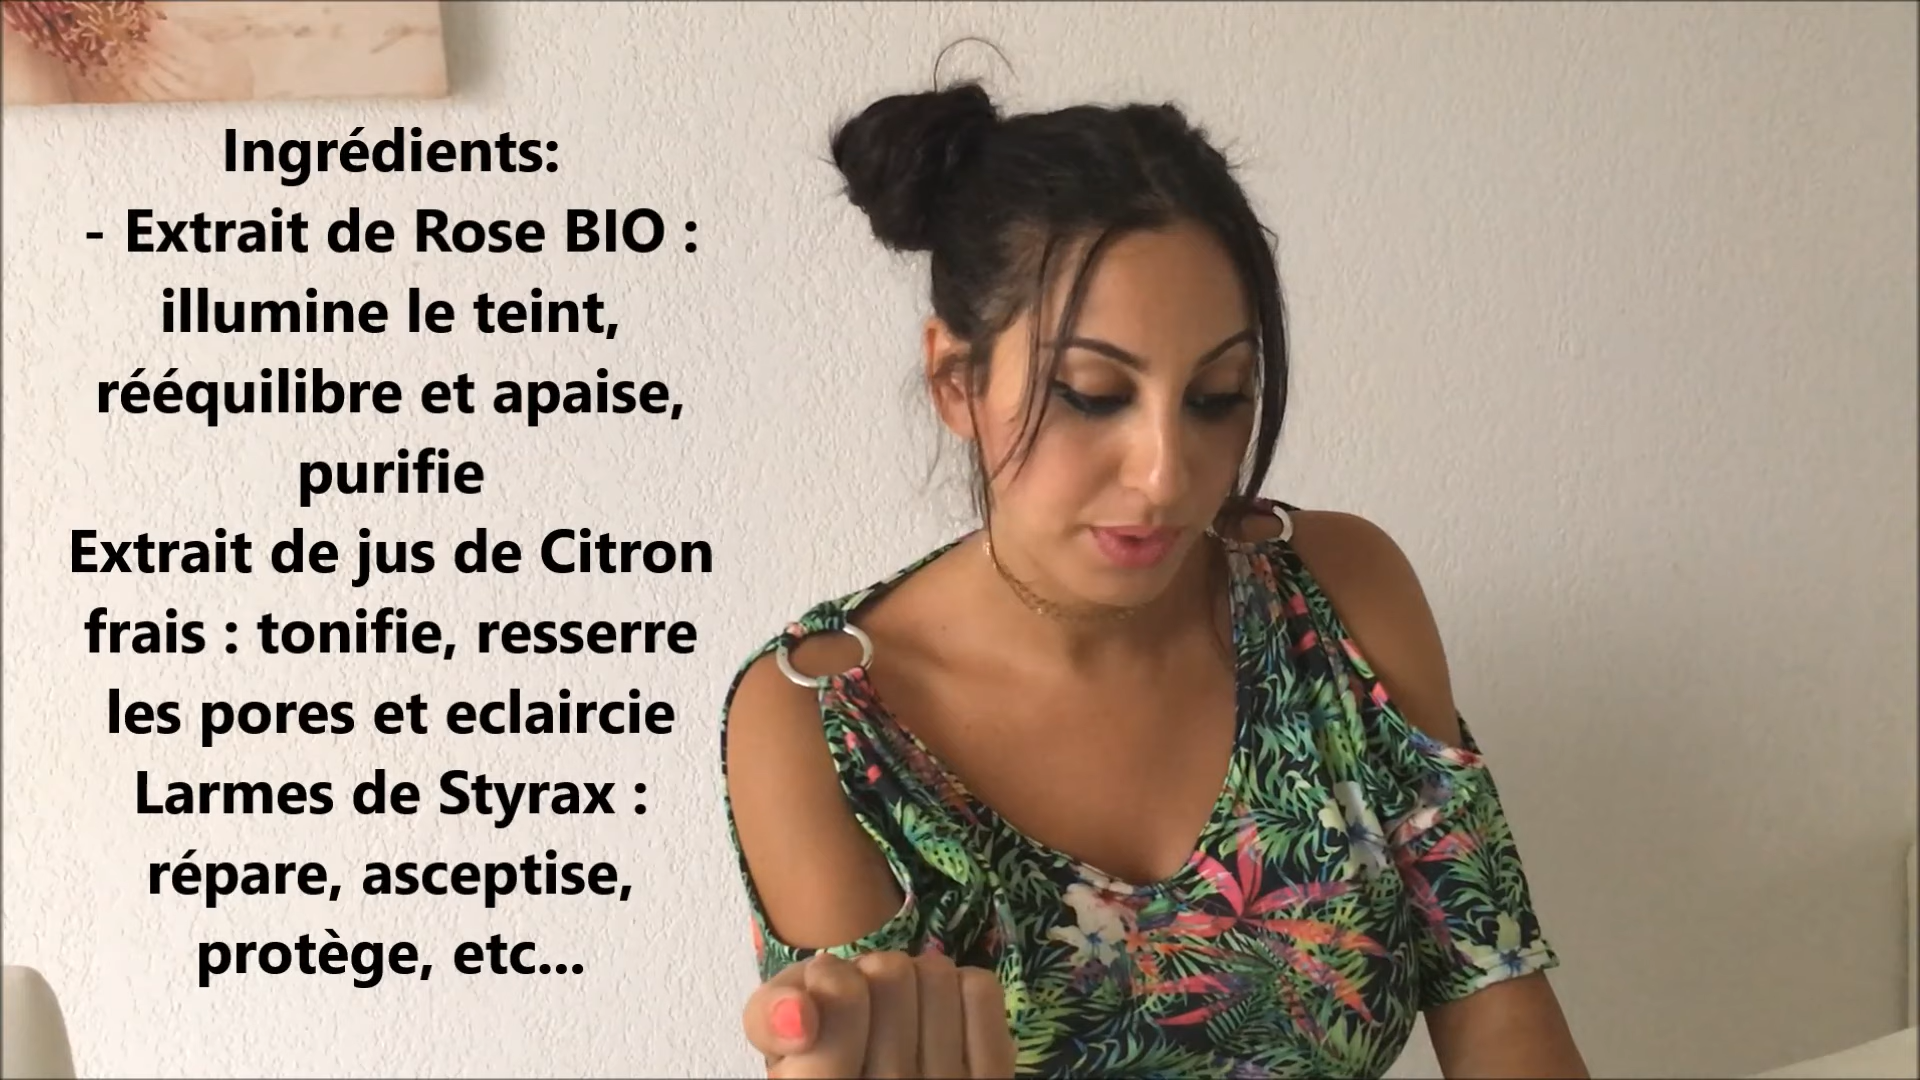 Ingrédients:
- Extrait de Rose BIO :
illumine le teint,
rééquilibre et apaise,
purifie
Extrait de jus de Citron
frais : tonifie, resserre
les pores et eclaircie
Larmes de Styrax :
répare, asceptise,
protège, etc...